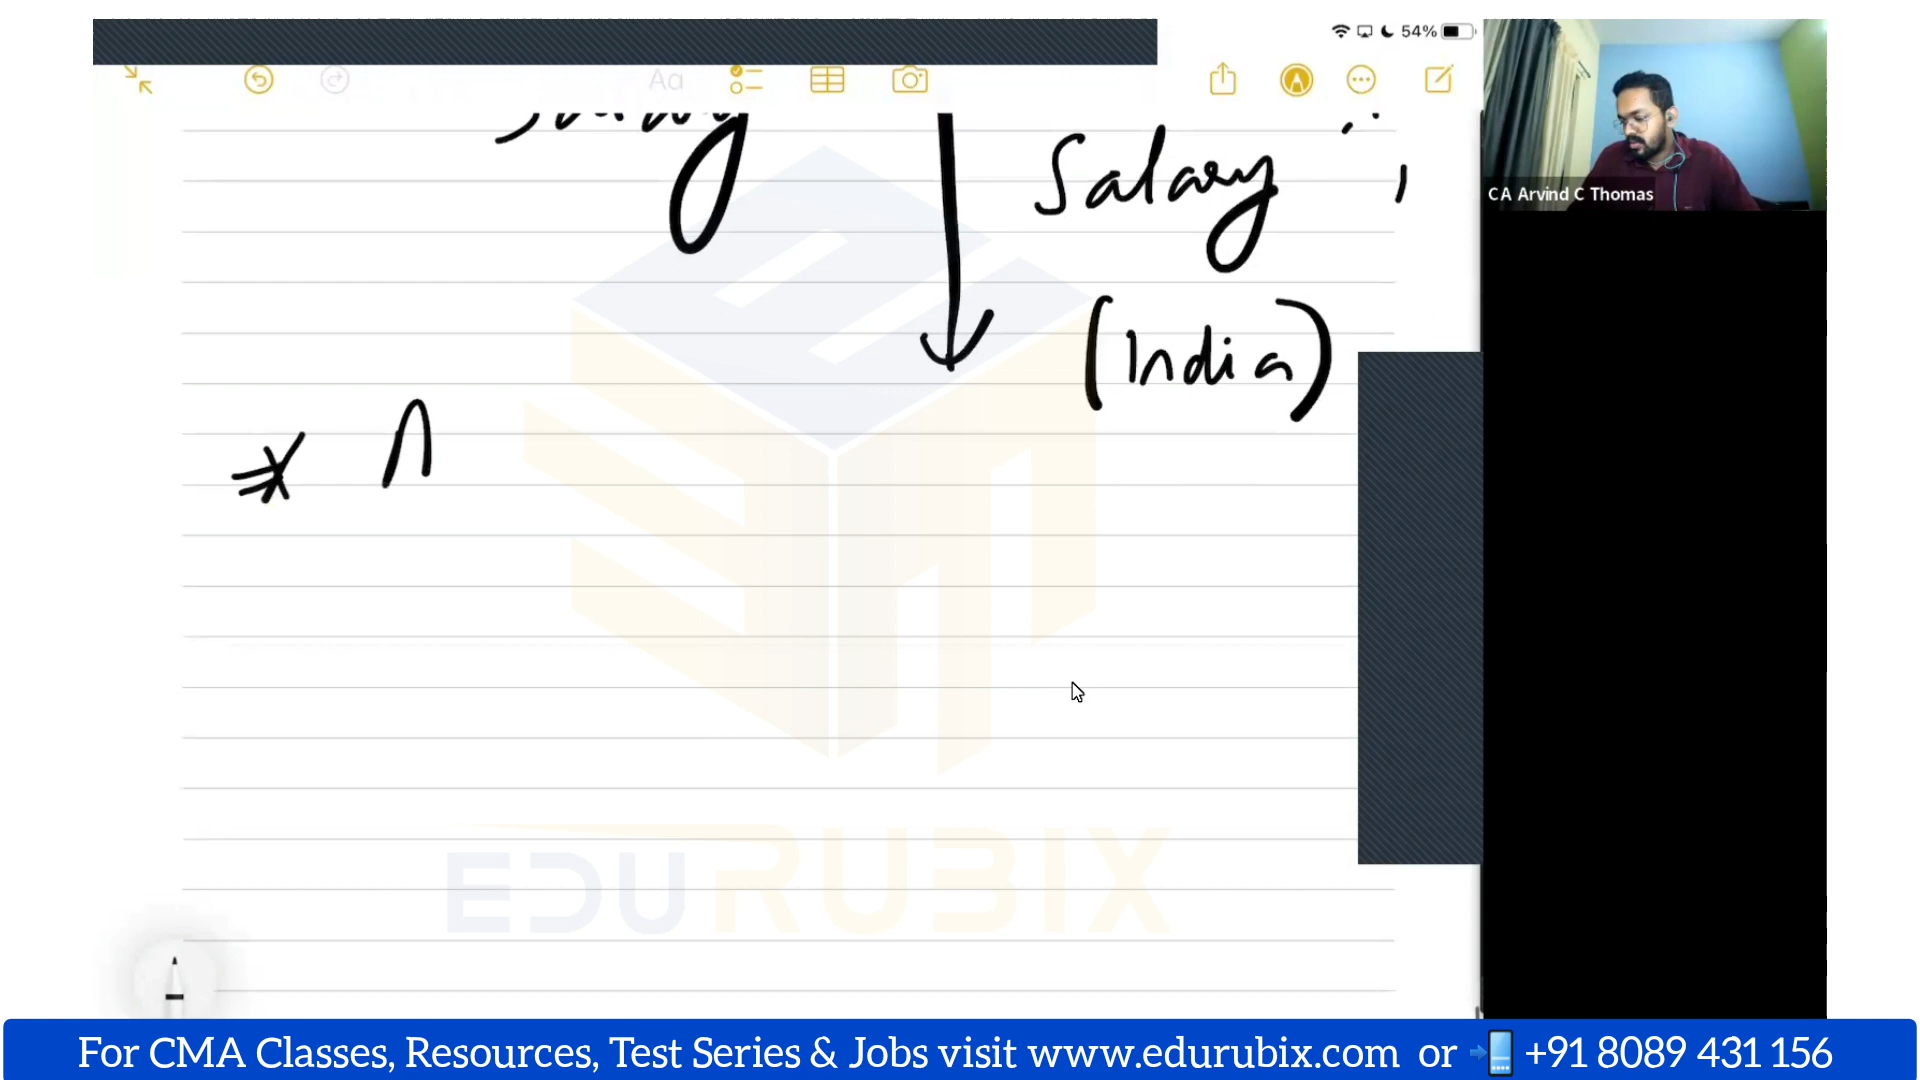 54%
Aa
CA Arvind C Thomas
Salary
(India)
EDURUBIX
For CMA Classes, Resources, Test Series & Jobs visit www.edurubix.com or +91 8089 431 156